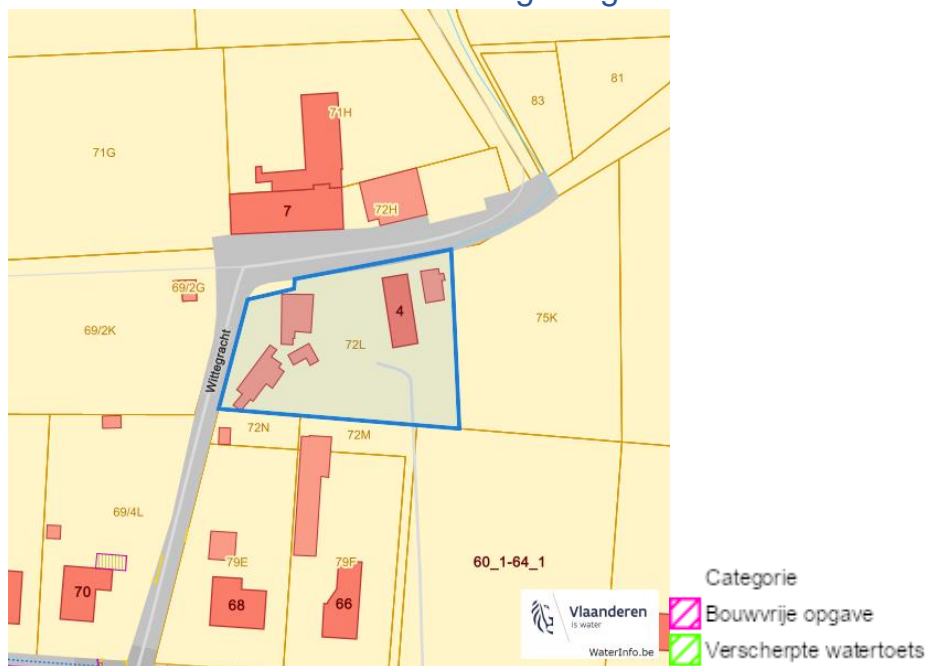 81
83
71H
71G
7
72H
69/2G
4
75K
69/2K
72L
Wittegracht
72N
72M
69/4L
79E
79F
60_1-64_1
70
68
66
Vlaanderen
is water
WaterInfo.be
Categorie
Bouwvrije opgave
Verscherpte watertoets